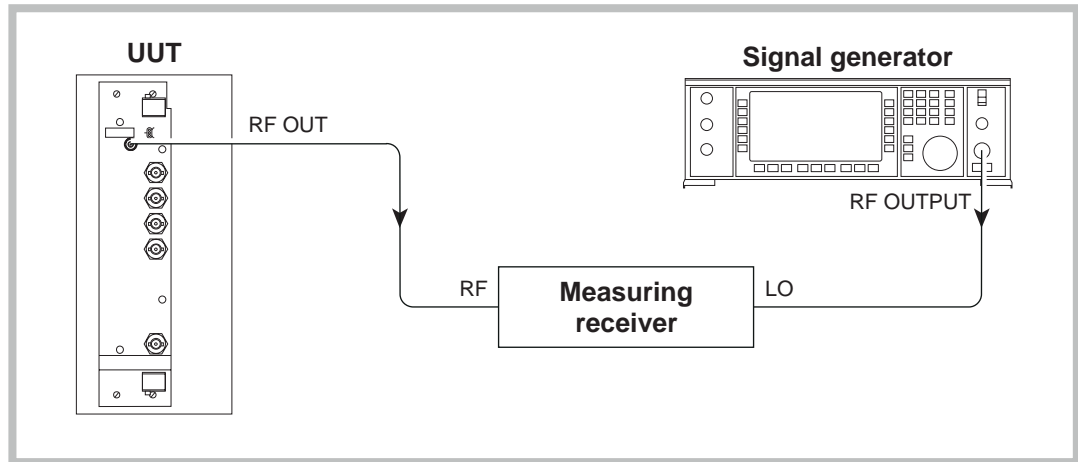 UUT
Signal generator
RF OUT
RF OUTPUT
RF
Measuring
receiver
LO